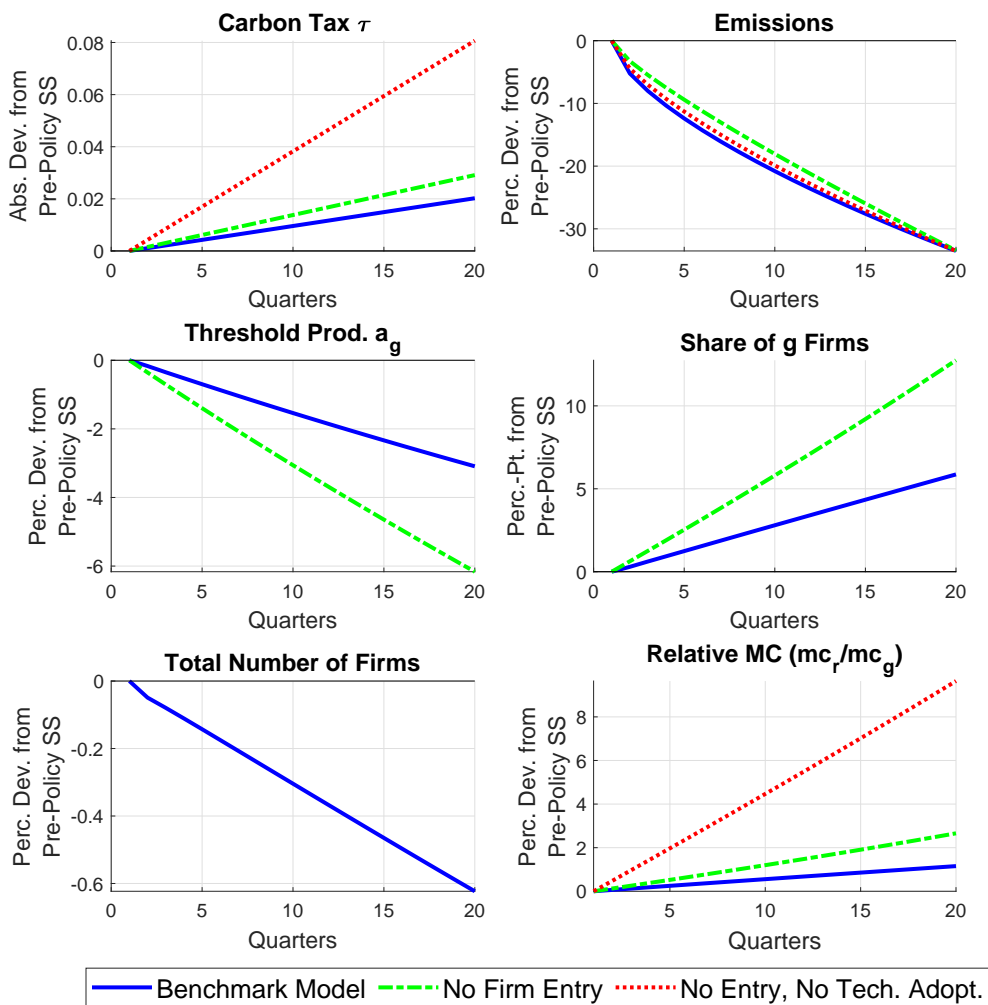 Carbon Tax τ
Abs. Dev. from
Pre-Policy SS
0.08
0.06
0.04
0.02
0
0 5 10 15 20
Quarters
Emissions
Perc. Dev. from
Pre-Policy SS
0
-10
-20
-30
0 5 10 15 20
Quarters
Threshold Prod. a_g
Perc. Dev. from
Pre-Policy SS
0
-2
-4
-6
0 5 10 15 20
Quarters
Share of g Firms
Perc.-Pt. from
Pre-Policy SS
10
5
0
0 5 10 15 20
Quarters
Total Number of Firms
Perc. Dev. from
Pre-Policy SS
0
-0.2
-0.4
-0.6
0 5 10 15 20
Quarters
Relative MC (mc_r/mc_g)
Perc. Dev. from
Pre-Policy SS
8
6
4
2
0
5 10 15 20
Quarters
Benchmark Model No Firm Entry No Entry, No Tech. Adopt.